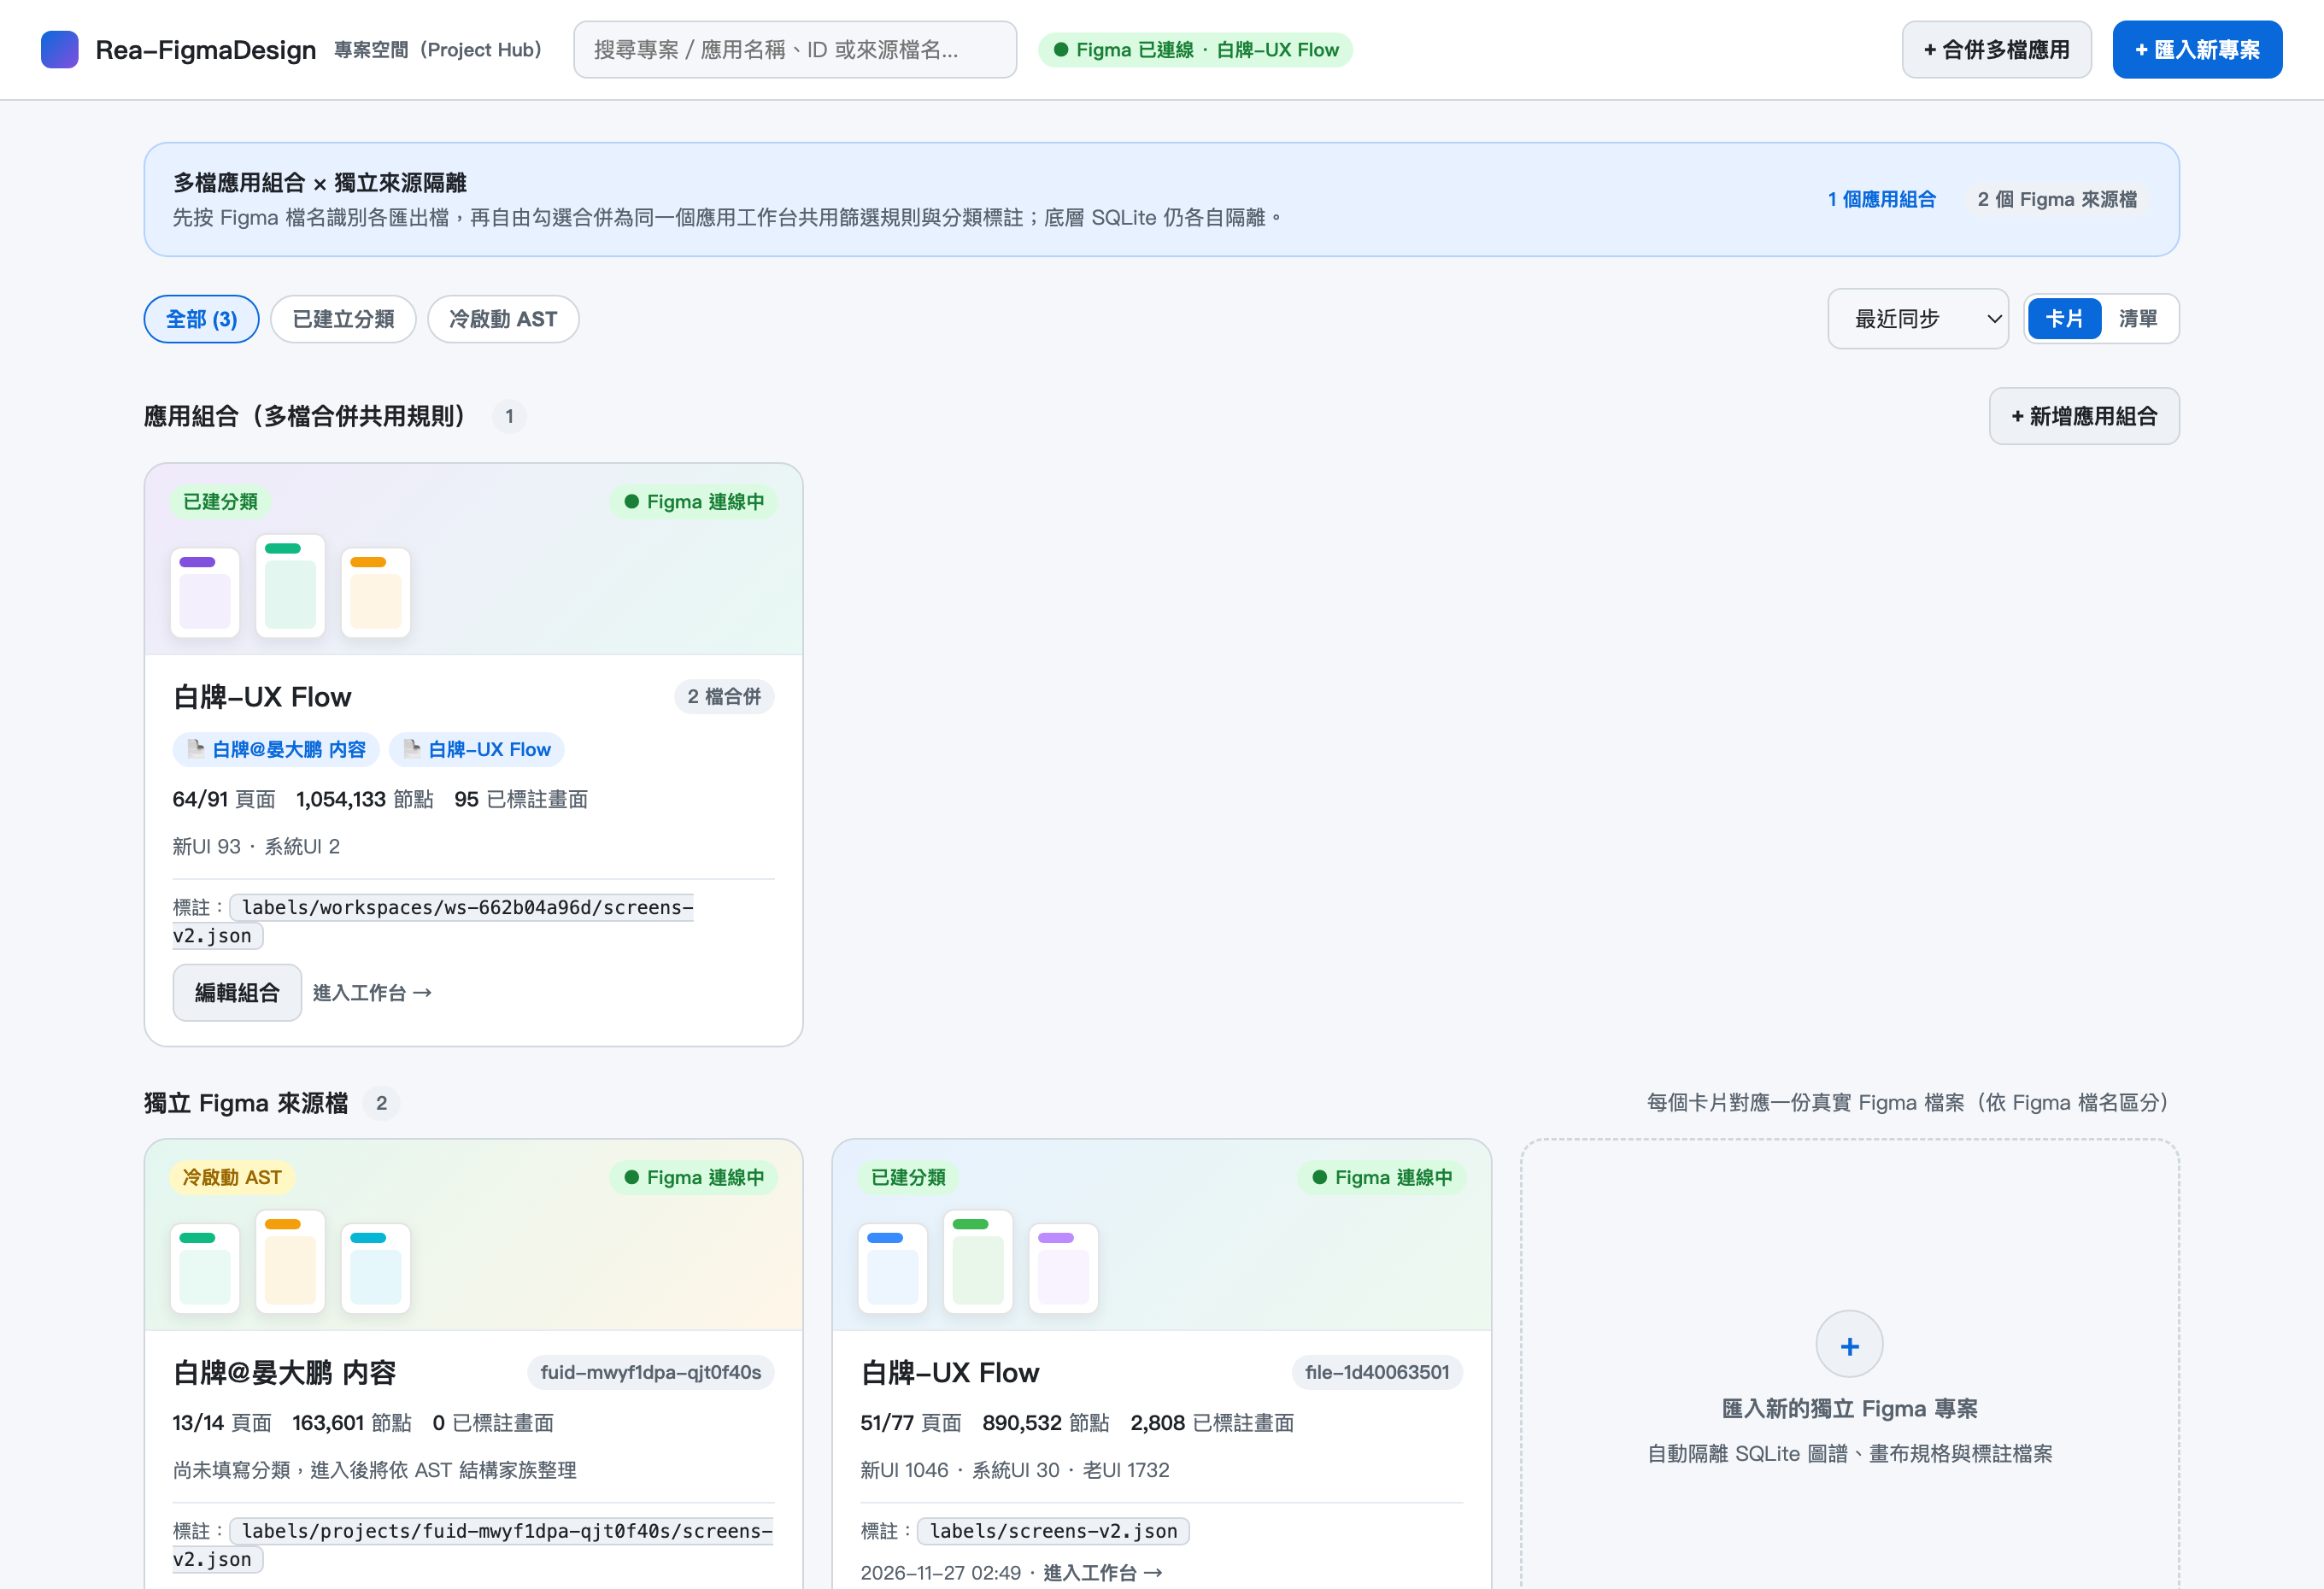 Rea-FigmaDesign 專案空間（Project Hub） 搜尋專案 / 應用名稱、ID 或來源檔名... Figma 已連線 · 白牌-UX Flow + 合併多檔應用 + 匯入新專案
多檔應用組合 × 獨立來源隔離
先按 Figma 檔名識別各匯出檔，再自由勾選合併為同一個應用工作台共用篩選規則與分類標註；底層 SQLite 仍各自隔離。
1 個應用組合 2 個 Figma 來源檔
全部 (3) 已建立分類 冷啟動 AST 最近同步 卡片 清單
應用組合（多檔合併共用規則） 1 + 新增應用組合
已建分類 Figma 連線中
白牌-UX Flow 2 檔合併
白牌@晏大鹏 内容 白牌-UX Flow
64/91 頁面 1,054,133 節點 95 已標註畫面
新UI 93 · 系統UI 2
標註：labels/workspaces/ws-662b04a96d/screens-
v2.json
編輯組合 進入工作台 →
獨立 Figma 來源檔 2 每個卡片對應一份真實 Figma 檔案（依 Figma 檔名區分）
冷啟動 AST Figma 連線中
白牌@晏大鹏 内容 fuid-mwyf1dpa-qjt0f40s
13/14 頁面 163,601 節點 0 已標註畫面
尚未填寫分類，進入後將依 AST 結構家族整理
標註：labels/projects/fuid-mwyf1dpa-qjt0f40s/screens-
v2.json
已建分類 Figma 連線中
白牌-UX Flow file-1d40063501
51/77 頁面 890,532 節點 2,808 已標註畫面
新UI 1046 · 系統UI 30 · 老UI 1732
標註：labels/screens-v2.json
2026-11-27 02:49 · 進入工作台 →
+
匯入新的獨立 Figma 專案
自動隔離 SQLite 圖譜、畫布規格與標註檔案